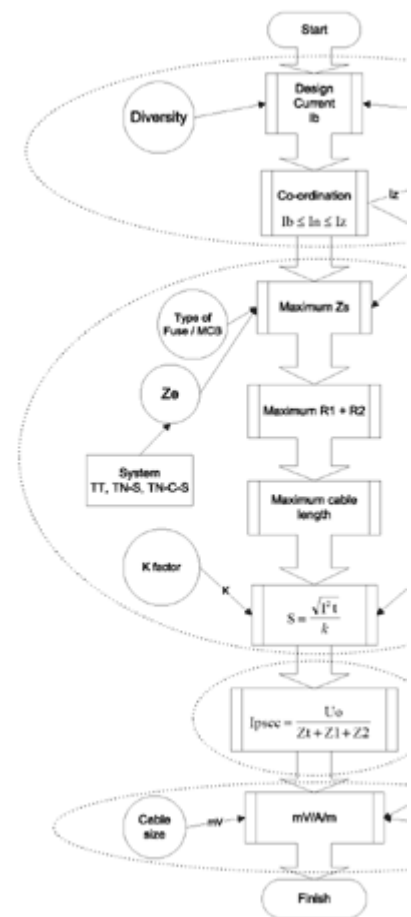 Start
Design
Current
Ib
Diversity
Co-ordination
Ib ≤ In ≤ Iz
Iz
Maximum Zs
Type of
Fuse / MCB
Ze
Maximum R1 + R2
System
TT, TN-S, TN-C-S
Maximum cable
length
K factor
K
S = √I²t / k
Ipscc = Uo / Zt + Z1 + Z2
Cable
size
mV
mV/A/m
Finish